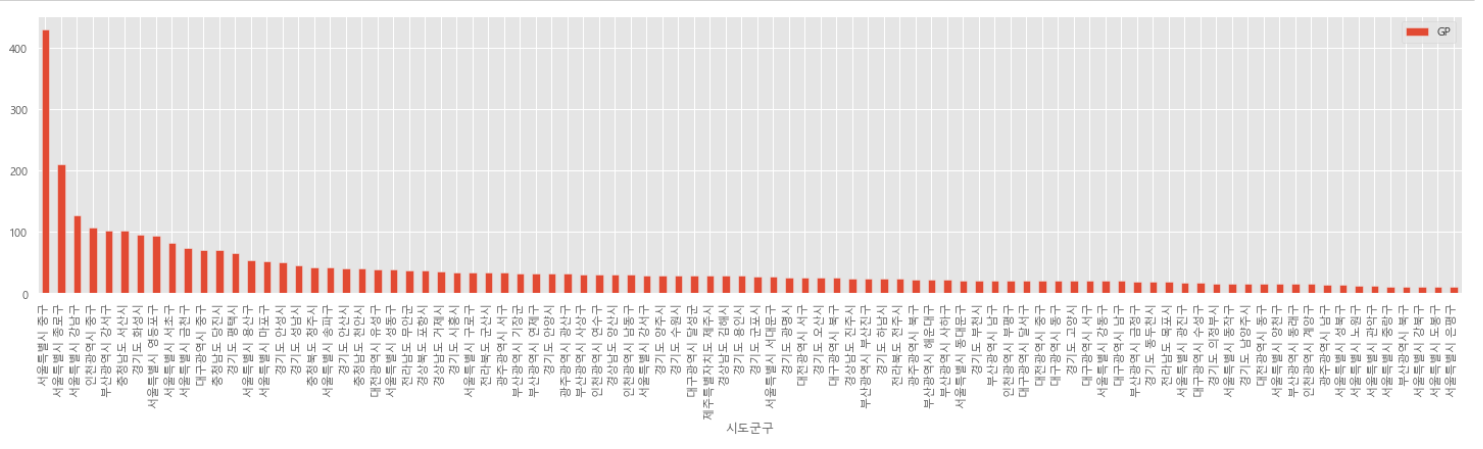 GP
400
300
200
100
0
서울특별시 중구
서울특별시 종로구
서울특별시 강남구
인천광역시 중구
부산광역시 강서구
충청남도 서산시
경기도 화성시
서울특별시 영등포구
서울특별시 서초구
서울특별시 금천구
대구광역시 중구
충청남도 당진시
경기도 평택시
서울특별시 용산구
서울특별시 마포구
경기도 안성시
경기도 성남시
충청북도 청주시
서울특별시 송파구
경기도 안산시
충청남도 천안시
대전광역시 유성구
서울특별시 성동구
전라남도 무안군
경상북도 포항시
경상남도 거제시
경기도 시흥시
서울특별시 구로구
전라북도 군산시
광주광역시 서구
부산광역시 기장군
부산광역시 연제구
경기도 안양시
광주광역시 광산구
부산광역시 사상구
인천광역시 연수구
경상남도 양산시
인천광역시 남동구
서울특별시 강서구
경기도 광주시
경기도 수원시
대구광역시 달성군
제주특별자치도 제주시
경상남도 김해시
경기도 용인시
경기도 군포시
서울특별시 서대문구
경기도 광명시
대전광역시 서구
경기도 오산시
대구광역시 북구
경상남도 진주시
부산광역시 부산진구
경기도 하남시
전라북도 전주시
광주광역시 북구
부산광역시 해운대구
부산광역시 사하구
서울특별시 동대문구
경기도 부천시
부산광역시 남구
인천광역시 부평구
대구광역시 달서구
대전광역시 중구
대구광역시 동구
경기도 고양시
대구광역시 서구
서울특별시 강동구
대구광역시 남구
부산광역시 금정구
경기도 동두천시
전라남도 목포시
서울특별시 광진구
대구광역시 수성구
경기도 의정부시
서울특별시 동작구
경기도 남양주시
대전광역시 동구
서울특별시 양천구
부산광역시 동래구
인천광역시 계양구
광주광역시 남구
서울특별시 성북구
서울특별시 노원구
서울특별시 관악구
서울특별시 중랑구
부산광역시 북구
서울특별시 강북구
서울특별시 도봉구
서울특별시 은평구
시도군구